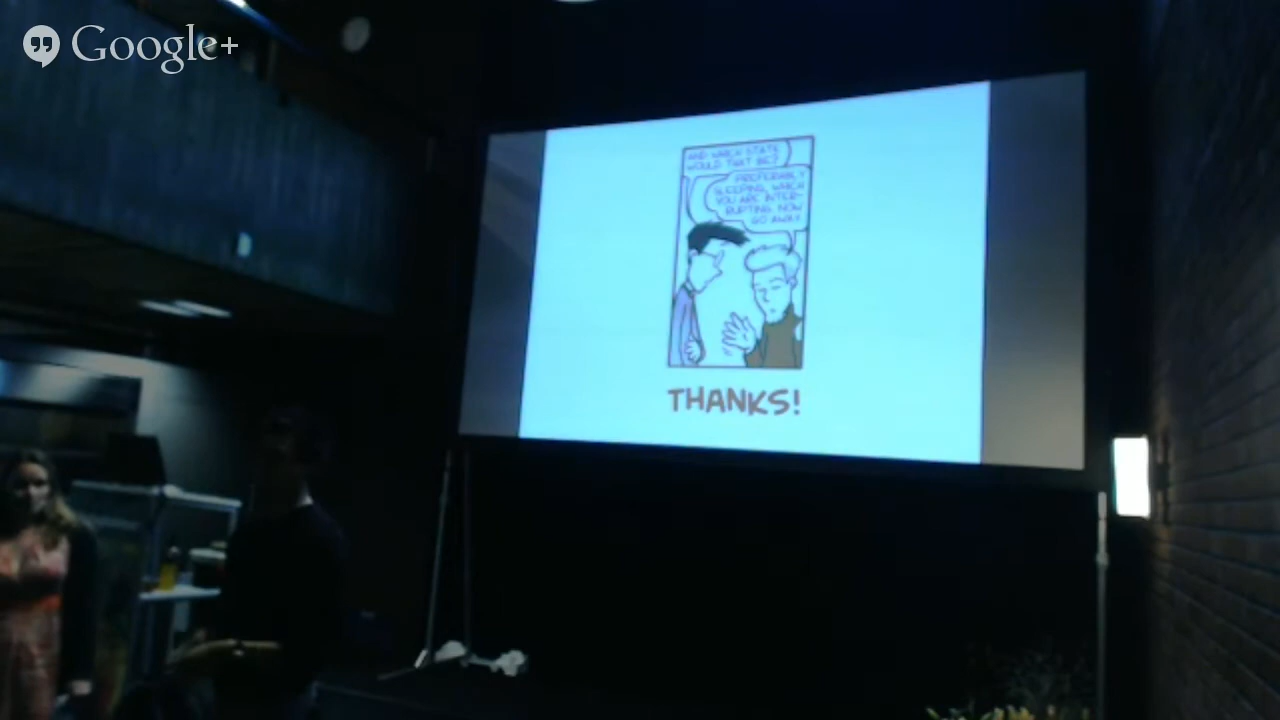 Google+
AND WHICH STATE
WOULD THAT BE?
PREFERABLY
SLEEPING, WHICH
YOU ARE INTER-
RUPTING. NOW
GO AWAY.
THANKS!